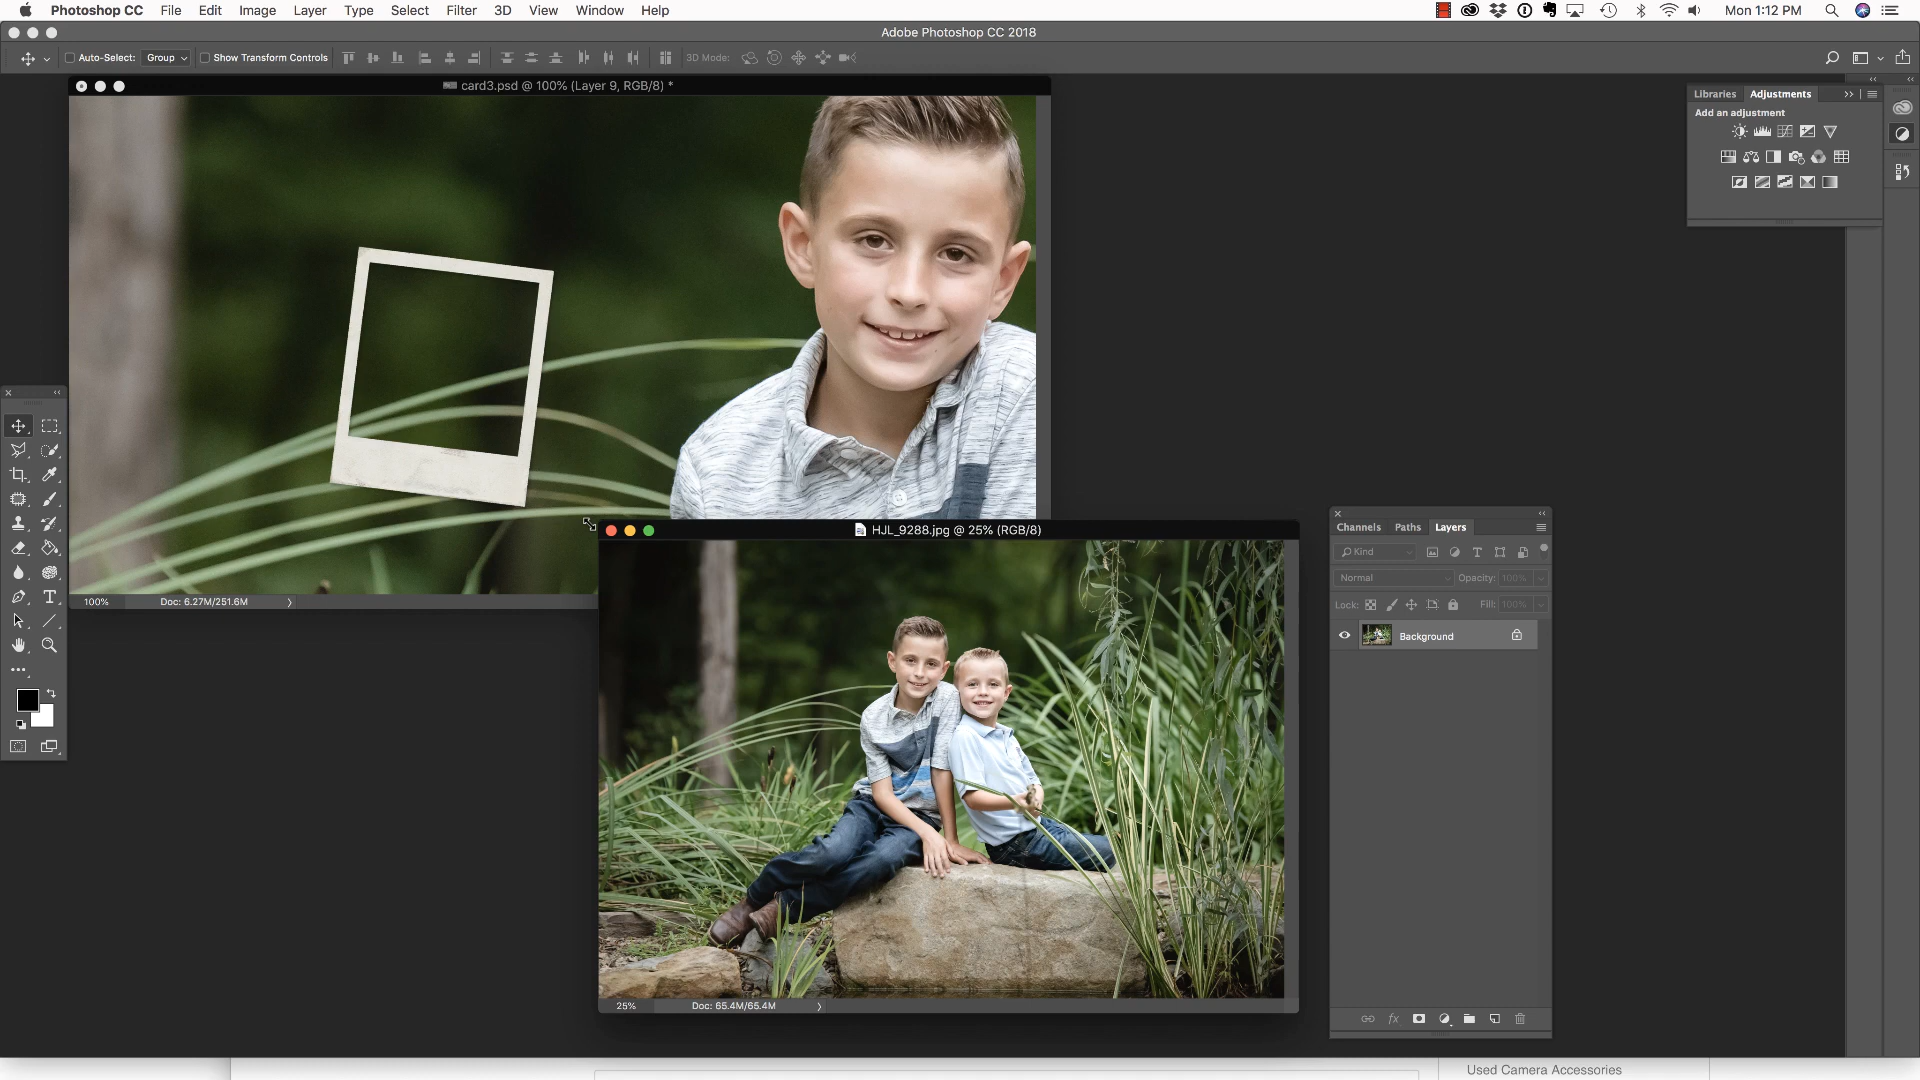 Photoshop CC File Edit Image Layer Type Select Filter 3D View Window Help Mon 1:12 PM
Adobe Photoshop CC 2018
Auto-Select: Group Show Transform Controls 3D Mode:
card3.psd @ 100% (Layer 9, RGB/8) *
Libraries Adjustments
Add an adjustment
100% Doc: 6.27M/251.6M
HJL_9288.jpg @ 25% (RGB/8)
25% Doc: 65.4M/65.4M
Channels Paths Layers
Kind
Normal Opacity: 100%
Lock: Fill: 100%
Background
Used Camera Accessories